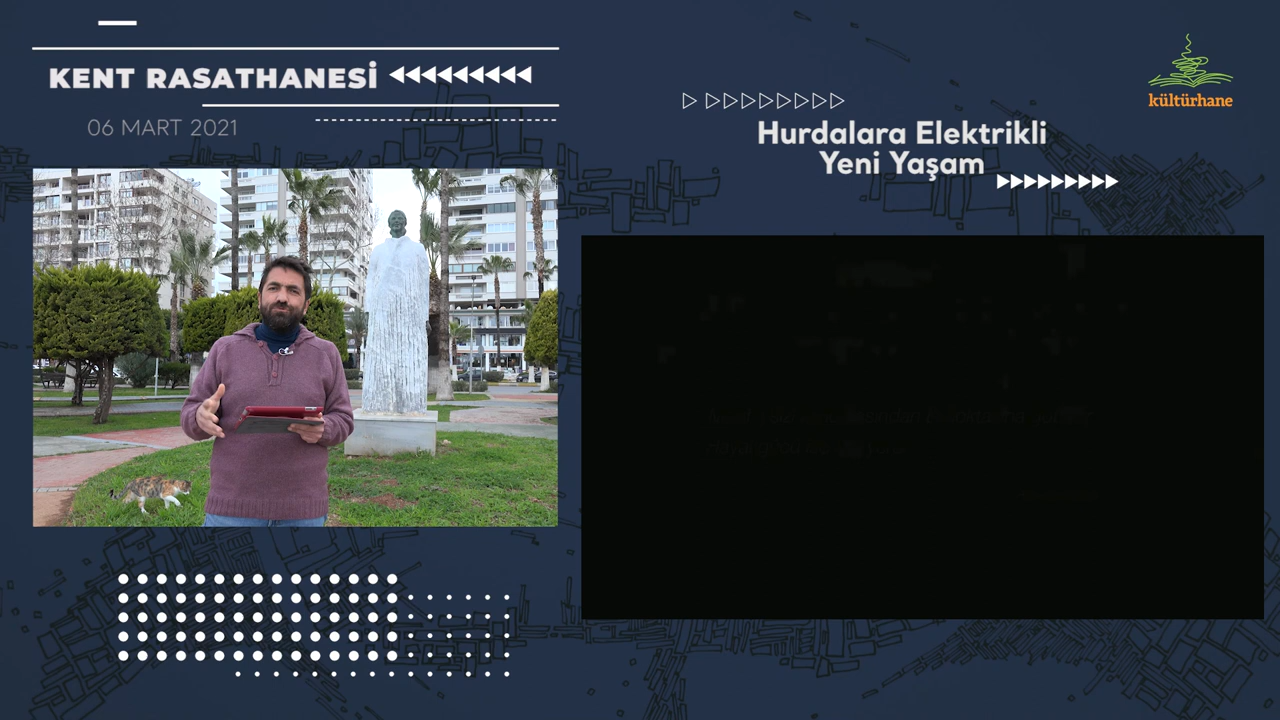 KENT RASATHANESİ
06 MART 2021
kültürhane
Hurdalara Elektrikli
Yeni Yaşam